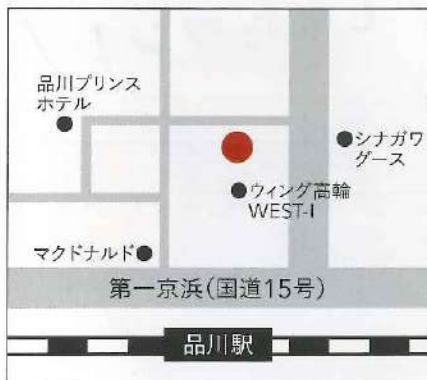 品川プリンス
ホテル
シナガワ
グース
ウィング高輪
WEST-I
マクドナルド
第一京浜(国道15号)
品川駅